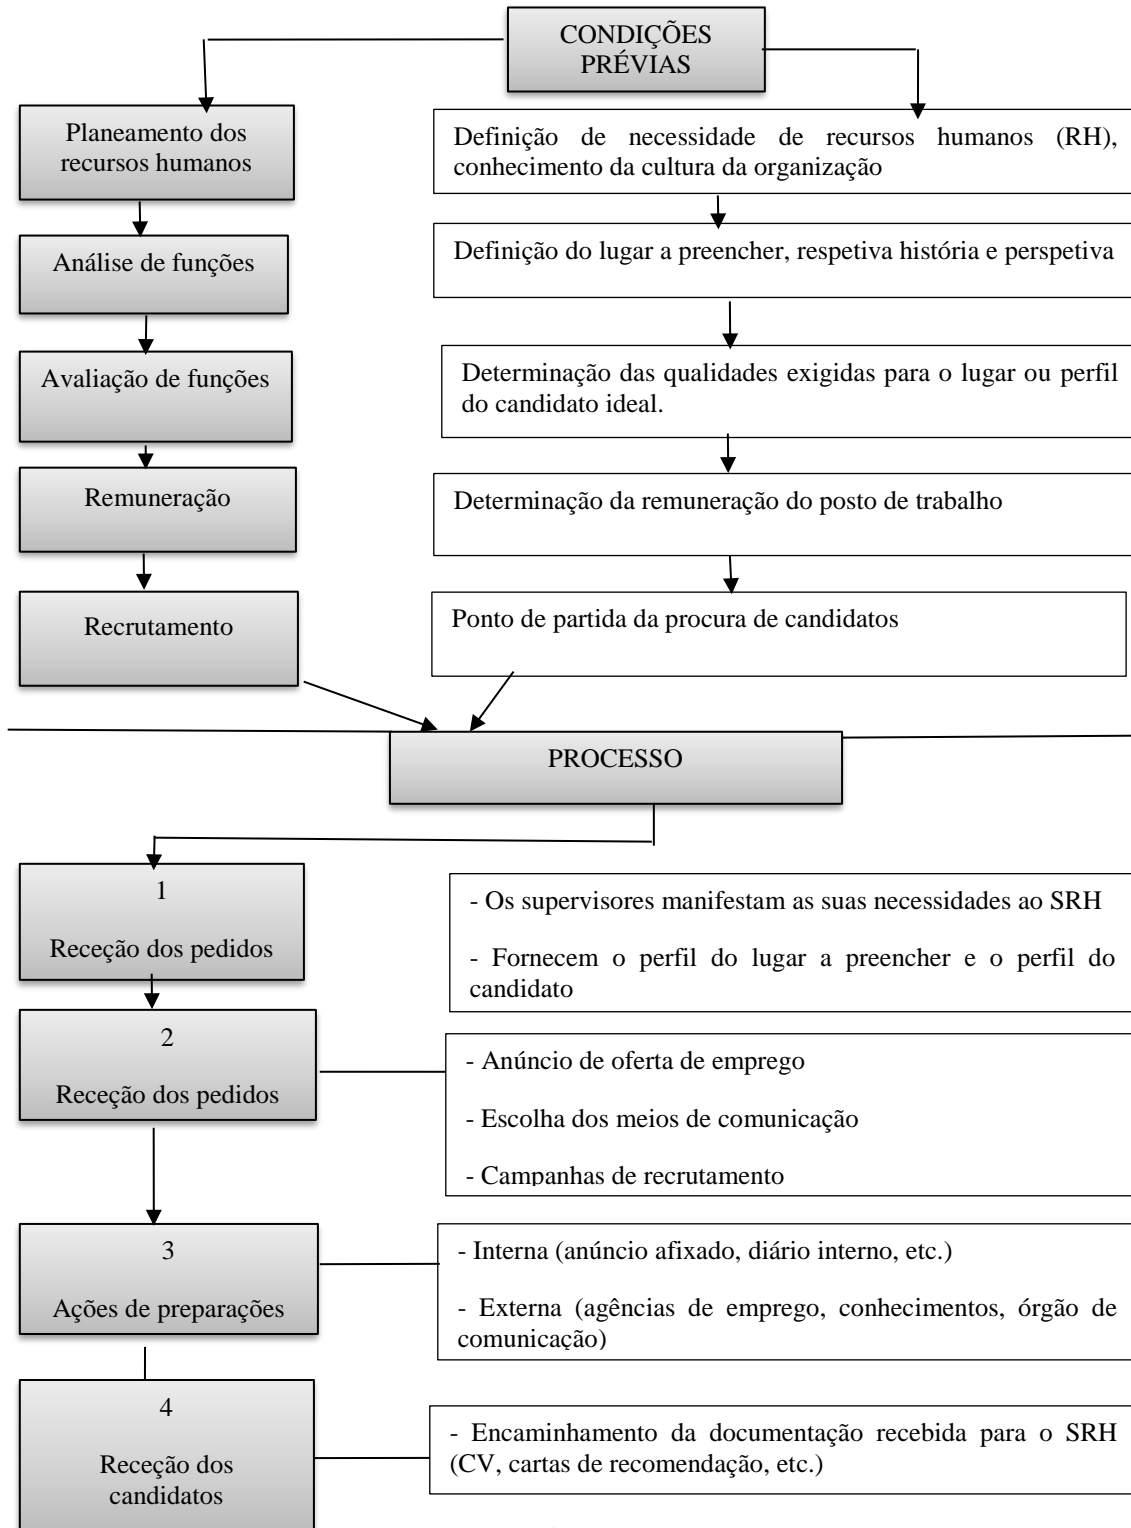 CONDIÇÕES
PRÉVIAS
Planeamento dos
recursos humanos
Definição de necessidade de recursos humanos (RH),
conhecimento da cultura da organização
Análise de funções
Definição do lugar a preencher, respetiva história e perspetiva
Avaliação de funções
Determinação das qualidades exigidas para o lugar ou perfil
do candidato ideal.
Remuneração
Determinação da remuneração do posto de trabalho
Recrutamento
Ponto de partida da procura de candidatos
PROCESSO
1
Receção dos pedidos
- Os supervisores manifestam as suas necessidades ao SRH
- Fornecem o perfil do lugar a preencher e o perfil do
candidato
2
Receção dos pedidos
- Anúncio de oferta de emprego
- Escolha dos meios de comunicação
- Campanhas de recrutamento
3
Ações de preparações
- Interna (anúncio afixado, diário interno, etc.)
- Externa (agências de emprego, conhecimentos, órgão de
comunicação)
4
Receção dos
candidatos
- Encaminhamento da documentação recebida para o SRH
(CV, cartas de recomendação, etc.)